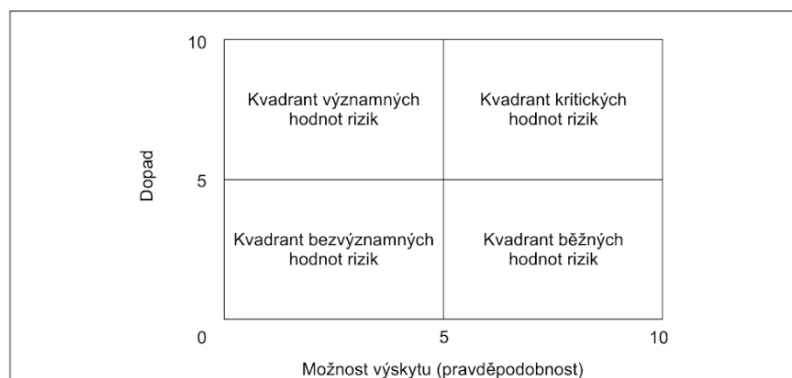 10
Kvadrant významných
hodnot rizik
Kvadrant kritických
hodnot rizik
Dopad
5
Kvadrant bezvýznamných
hodnot rizik
Kvadrant běžných
hodnot rizik
0
5
10
Možnost výskytu (pravděpodobnost)